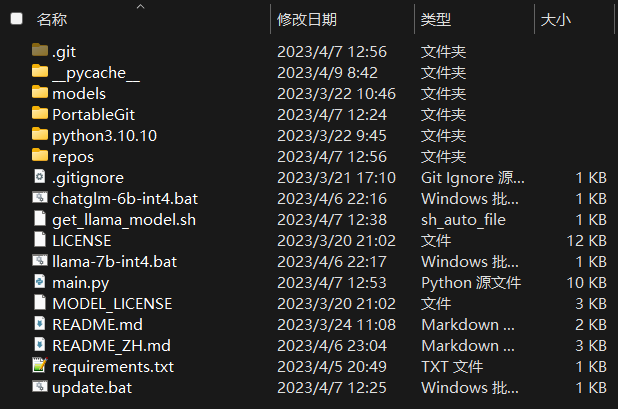 名称 修改日期 类型 大小
.git 2023/4/7 12:56 文件夹
__pycache__ 2023/4/9 8:42 文件夹
models 2023/3/22 10:46 文件夹
PortableGit 2023/4/7 12:24 文件夹
python3.10.10 2023/3/22 9:45 文件夹
repos 2023/4/7 12:56 文件夹
.gitignore 2023/3/21 17:10 Git Ignore 源... 1 KB
chatglm-6b-int4.bat 2023/4/6 22:16 Windows 批... 1 KB
get_llama_model.sh 2023/4/7 12:38 sh_auto_file 1 KB
LICENSE 2023/3/20 21:02 文件 12 KB
llama-7b-int4.bat 2023/4/6 22:17 Windows 批... 1 KB
main.py 2023/4/7 12:53 Python 源文件 10 KB
MODEL_LICENSE 2023/3/20 21:02 文件 3 KB
README.md 2023/3/24 11:08 Markdown ... 2 KB
README_ZH.md 2023/4/6 23:04 Markdown ... 3 KB
requirements.txt 2023/4/5 20:49 TXT 文件 1 KB
update.bat 2023/4/7 12:25 Windows 批... 1 KB